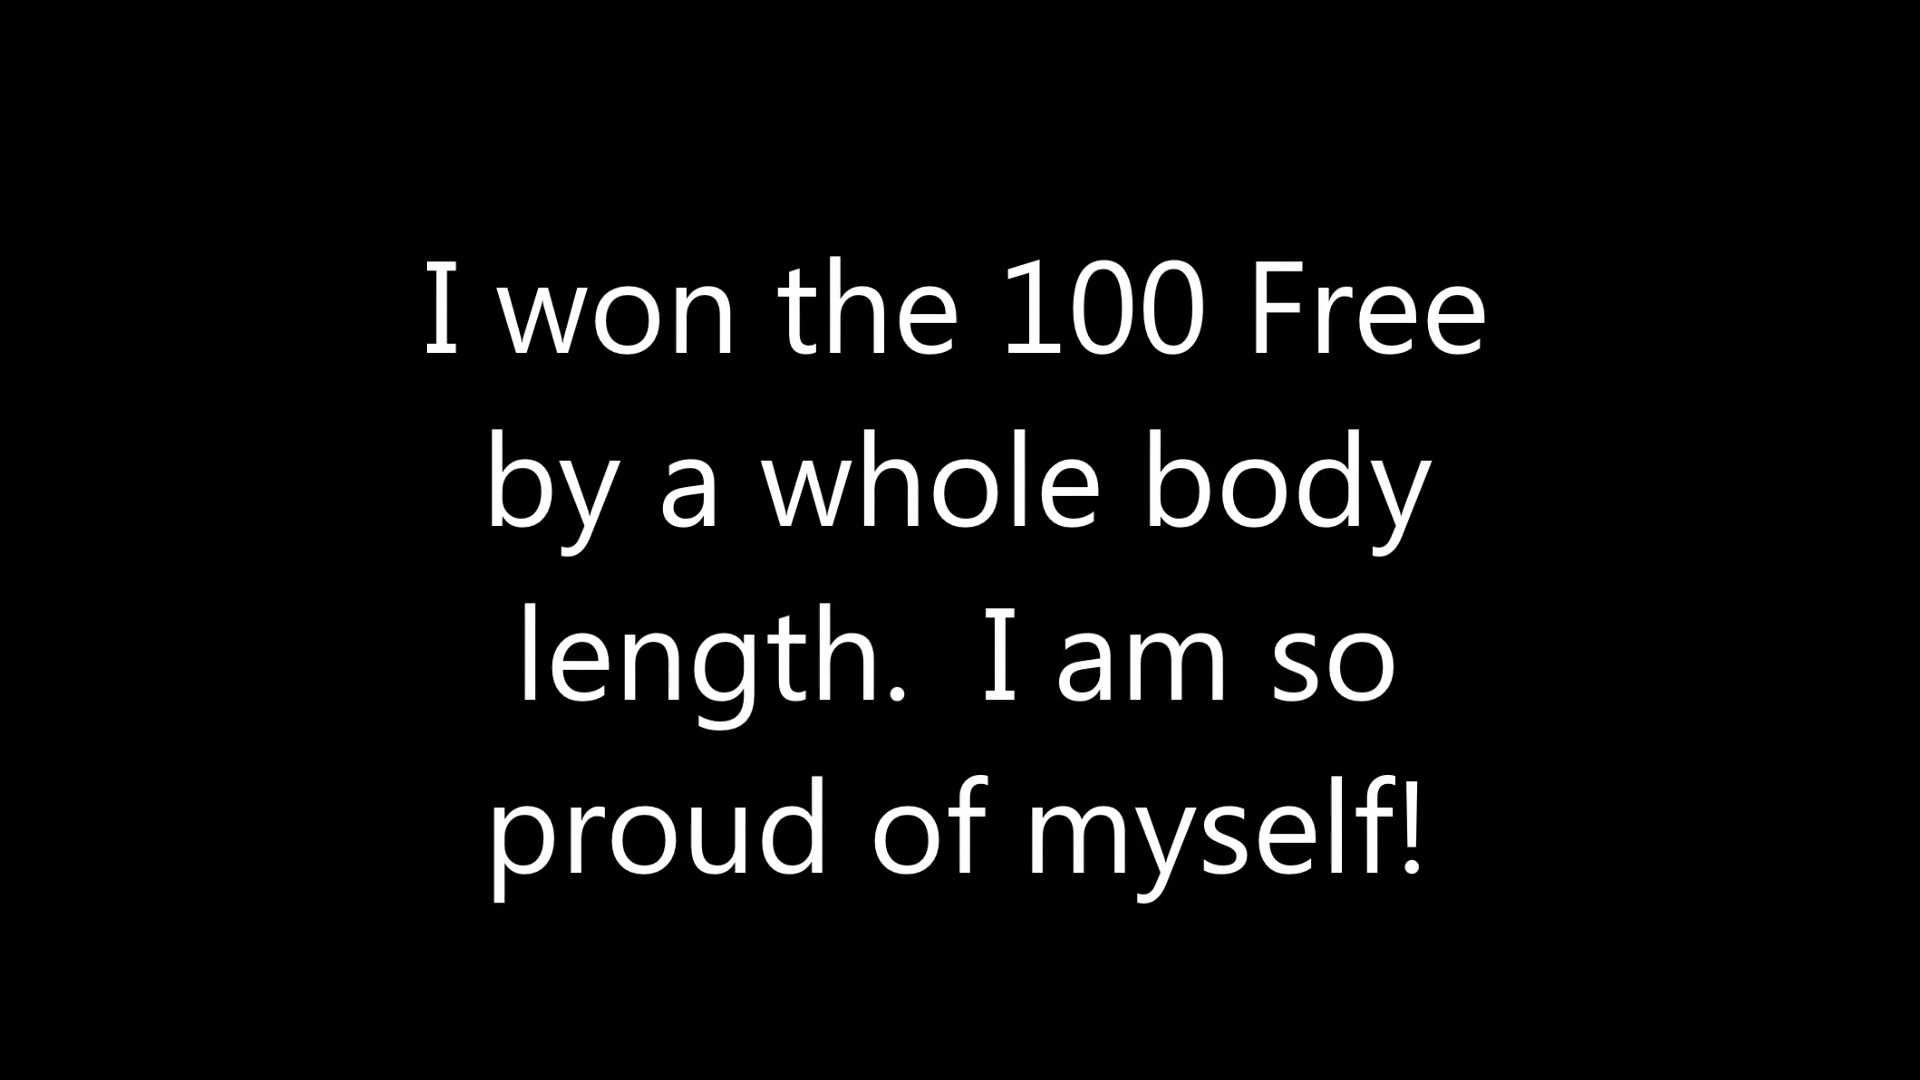 I won the 100 Free
by a whole body
length.  I am so
proud of myself!